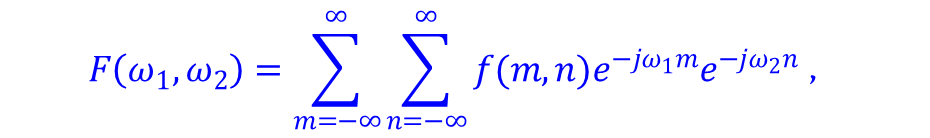 F(ω₁, ω₂) = ∑_{m=−∞}^{∞} ∑_{n=−∞}^{∞} f(m, n)e^{−jω₁m}e^{−jω₂n} ,